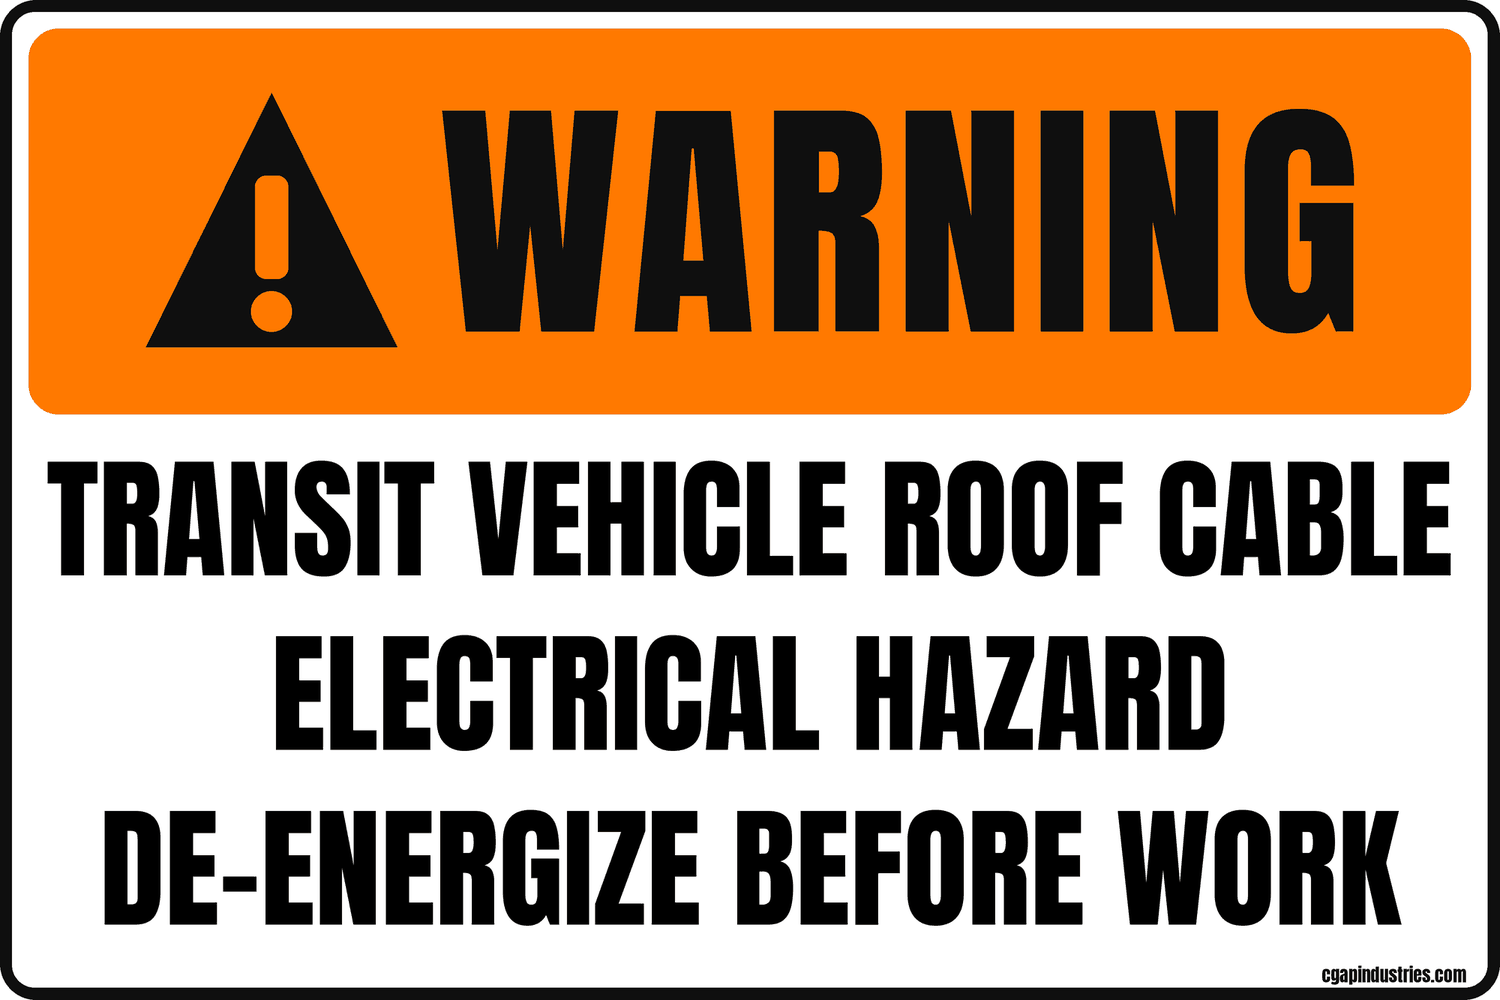 WARNING
TRANSIT VEHICLE ROOF CABLE
ELECTRICAL HAZARD
DE-ENERGIZE BEFORE WORK
cgapindustries.com